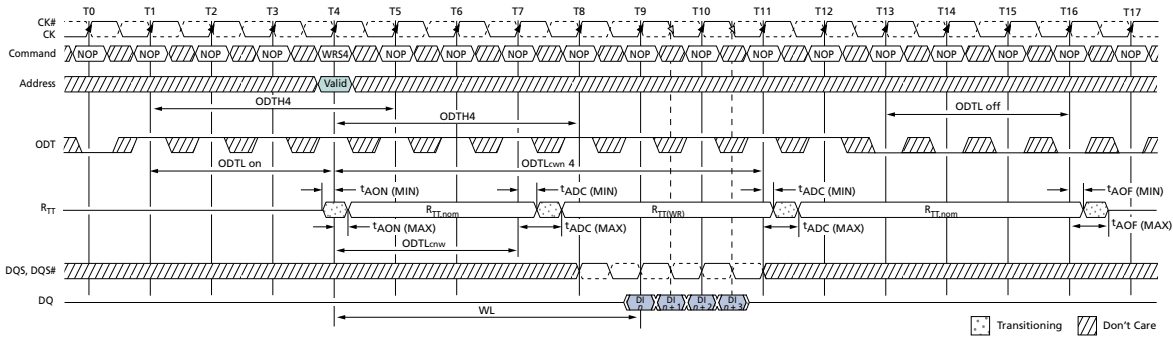 T0 T1 T2 T3 T4 T5 T6 T7 T8 T9 T10 T11 T12 T13 T14 T15 T16 T17
CK#
CK
Command NOP NOP NOP NOP WRS4 NOP NOP NOP NOP NOP NOP NOP NOP NOP NOP NOP NOP NOP
Address Valid
ODTH4 ODTL off
ODTH4
ODT
ODTL on ODTLcwn 4
tAON (MIN) tADC (MIN) tADC (MIN) tAOF (MIN)
RTT RTT,nom RTT(WR) RTT,nom
tAON (MAX) tADC (MAX) tADC (MAX) tAOF (MAX)
ODTLcnw
DQS, DQS#
DQ DI n DI n + 1 DI n + 2 DI n + 3
WL
Transitioning Don't Care